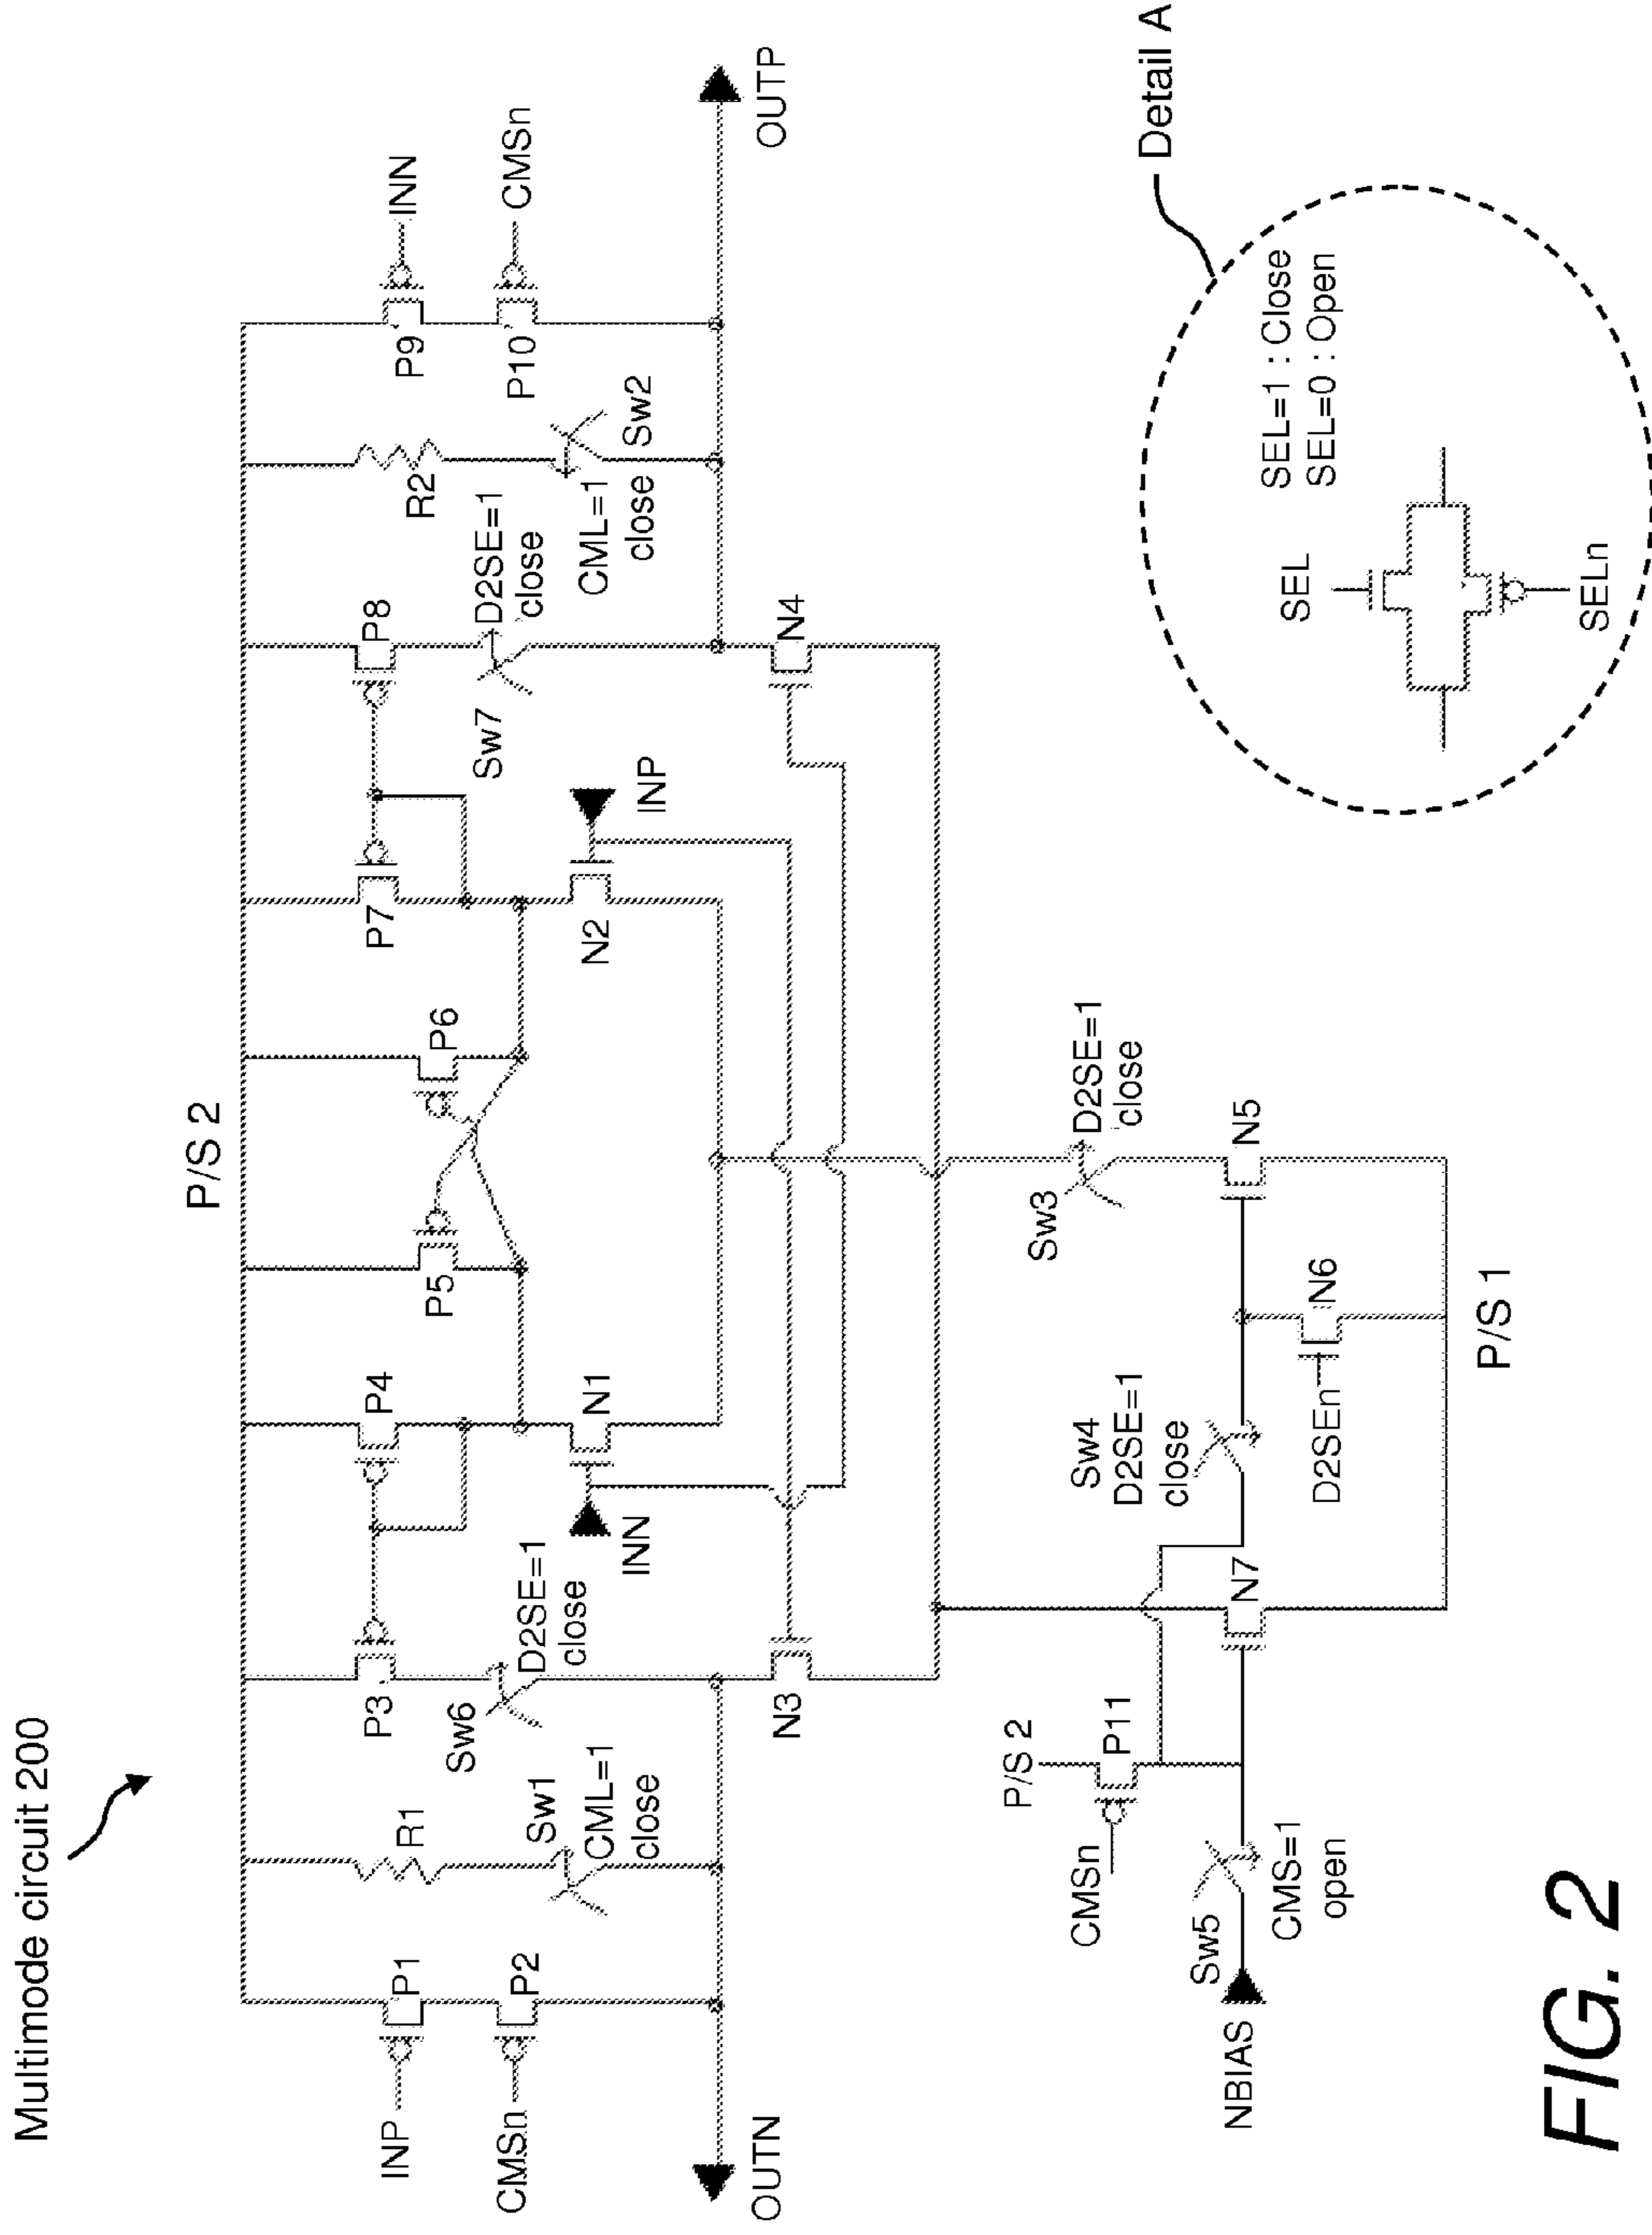 Multimode circuit 200
P/S 2
INP
P1
CMSn
P2
R1
Sw1
CML=1
close
P3
Sw6
D2SE=1
close
P4
P5
P6
P7
P8
Sw7
D2SE=1
close
R2
CML=1
close
Sw2
P9
INN
P10
CMSn
OUTN
N3
INN
N1
N2
INP
N4
OUTP
P/S 2
CMSn
P11
NBIAS
Sw5
CMS=1
open
N7
Sw4
D2SE=1
close
D2SEn
N6
Sw3
D2SE=1
close
N5
P/S 1
Detail A
SEL
SELn
SEL=1 : Close
SEL=0 : Open
FIG. 2